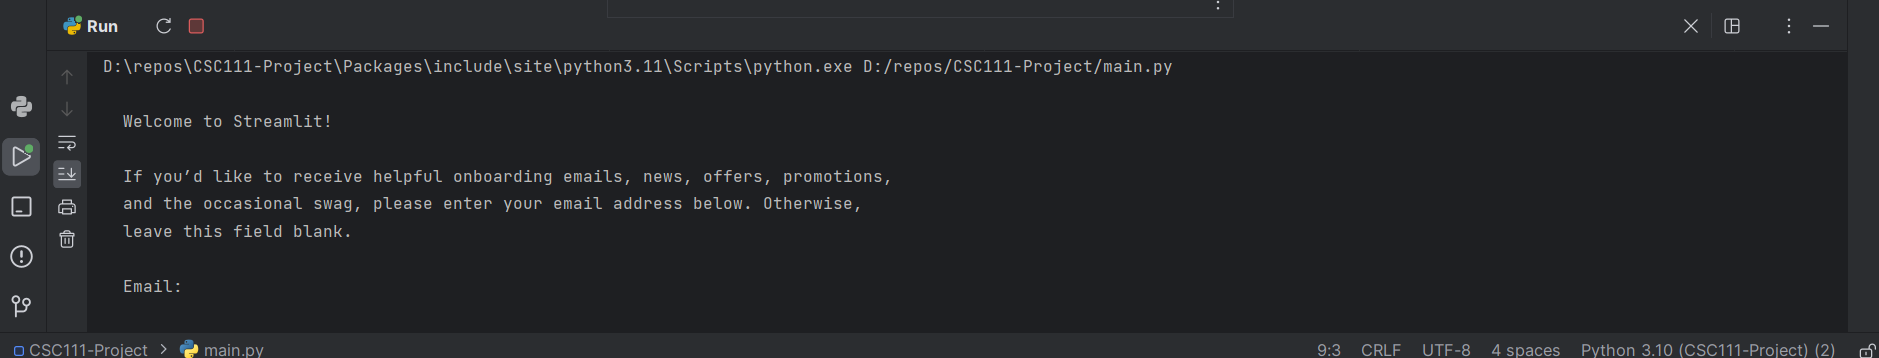 Run
D:\repos\CSC111-Project\Packages\include\site\python3.11\Scripts\python.exe D:/repos/CSC111-Project/main.py
Welcome to Streamlit!
If you’d like to receive helpful onboarding emails, news, offers, promotions,
and the occasional swag, please enter your email address below. Otherwise,
leave this field blank.
Email:
CSC111-Project > main.py 9:3 CRLF UTF-8 4 spaces Python 3.10 (CSC111-Project) (2)